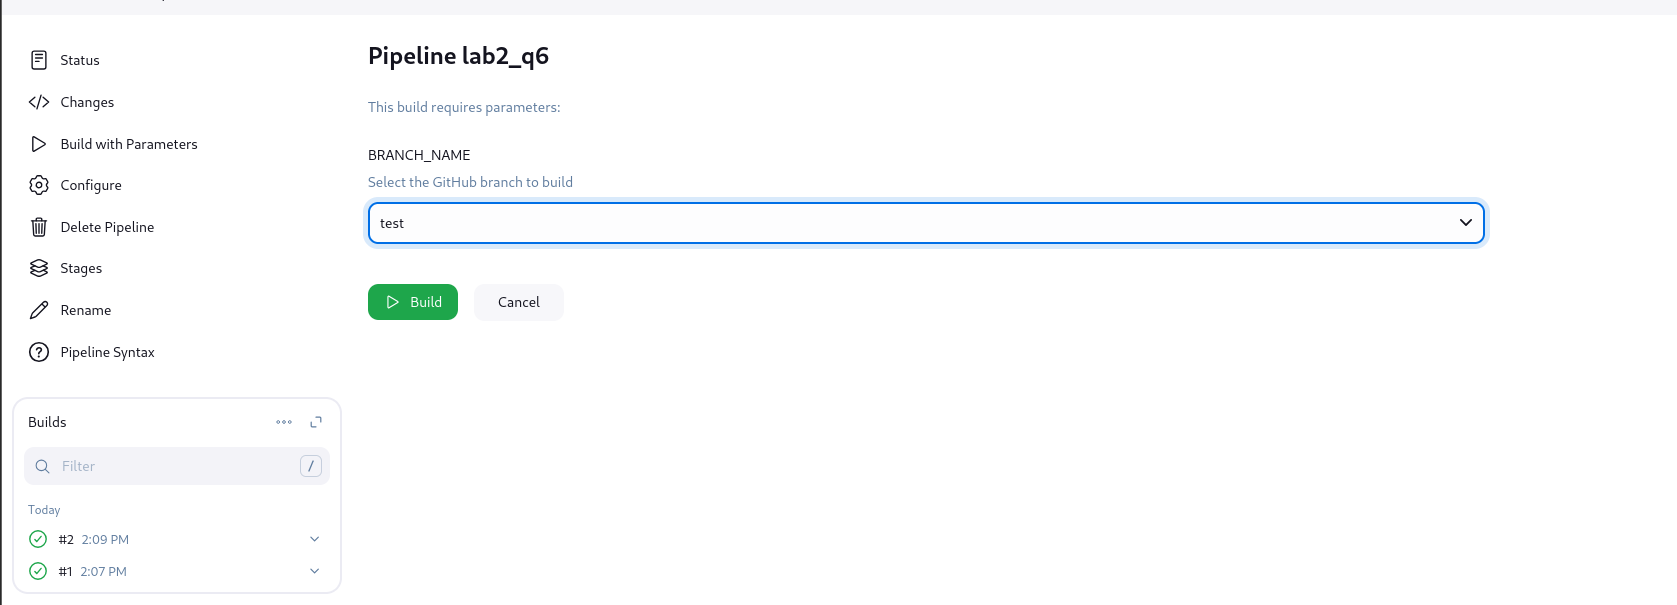 Status
Changes
Build with Parameters
Configure
Delete Pipeline
Stages
Rename
Pipeline Syntax
Builds
Filter
/
Today
#2 2:09 PM
#1 2:07 PM
Pipeline lab2_q6
This build requires parameters:
BRANCH_NAME
Select the GitHub branch to build
test
Build
Cancel